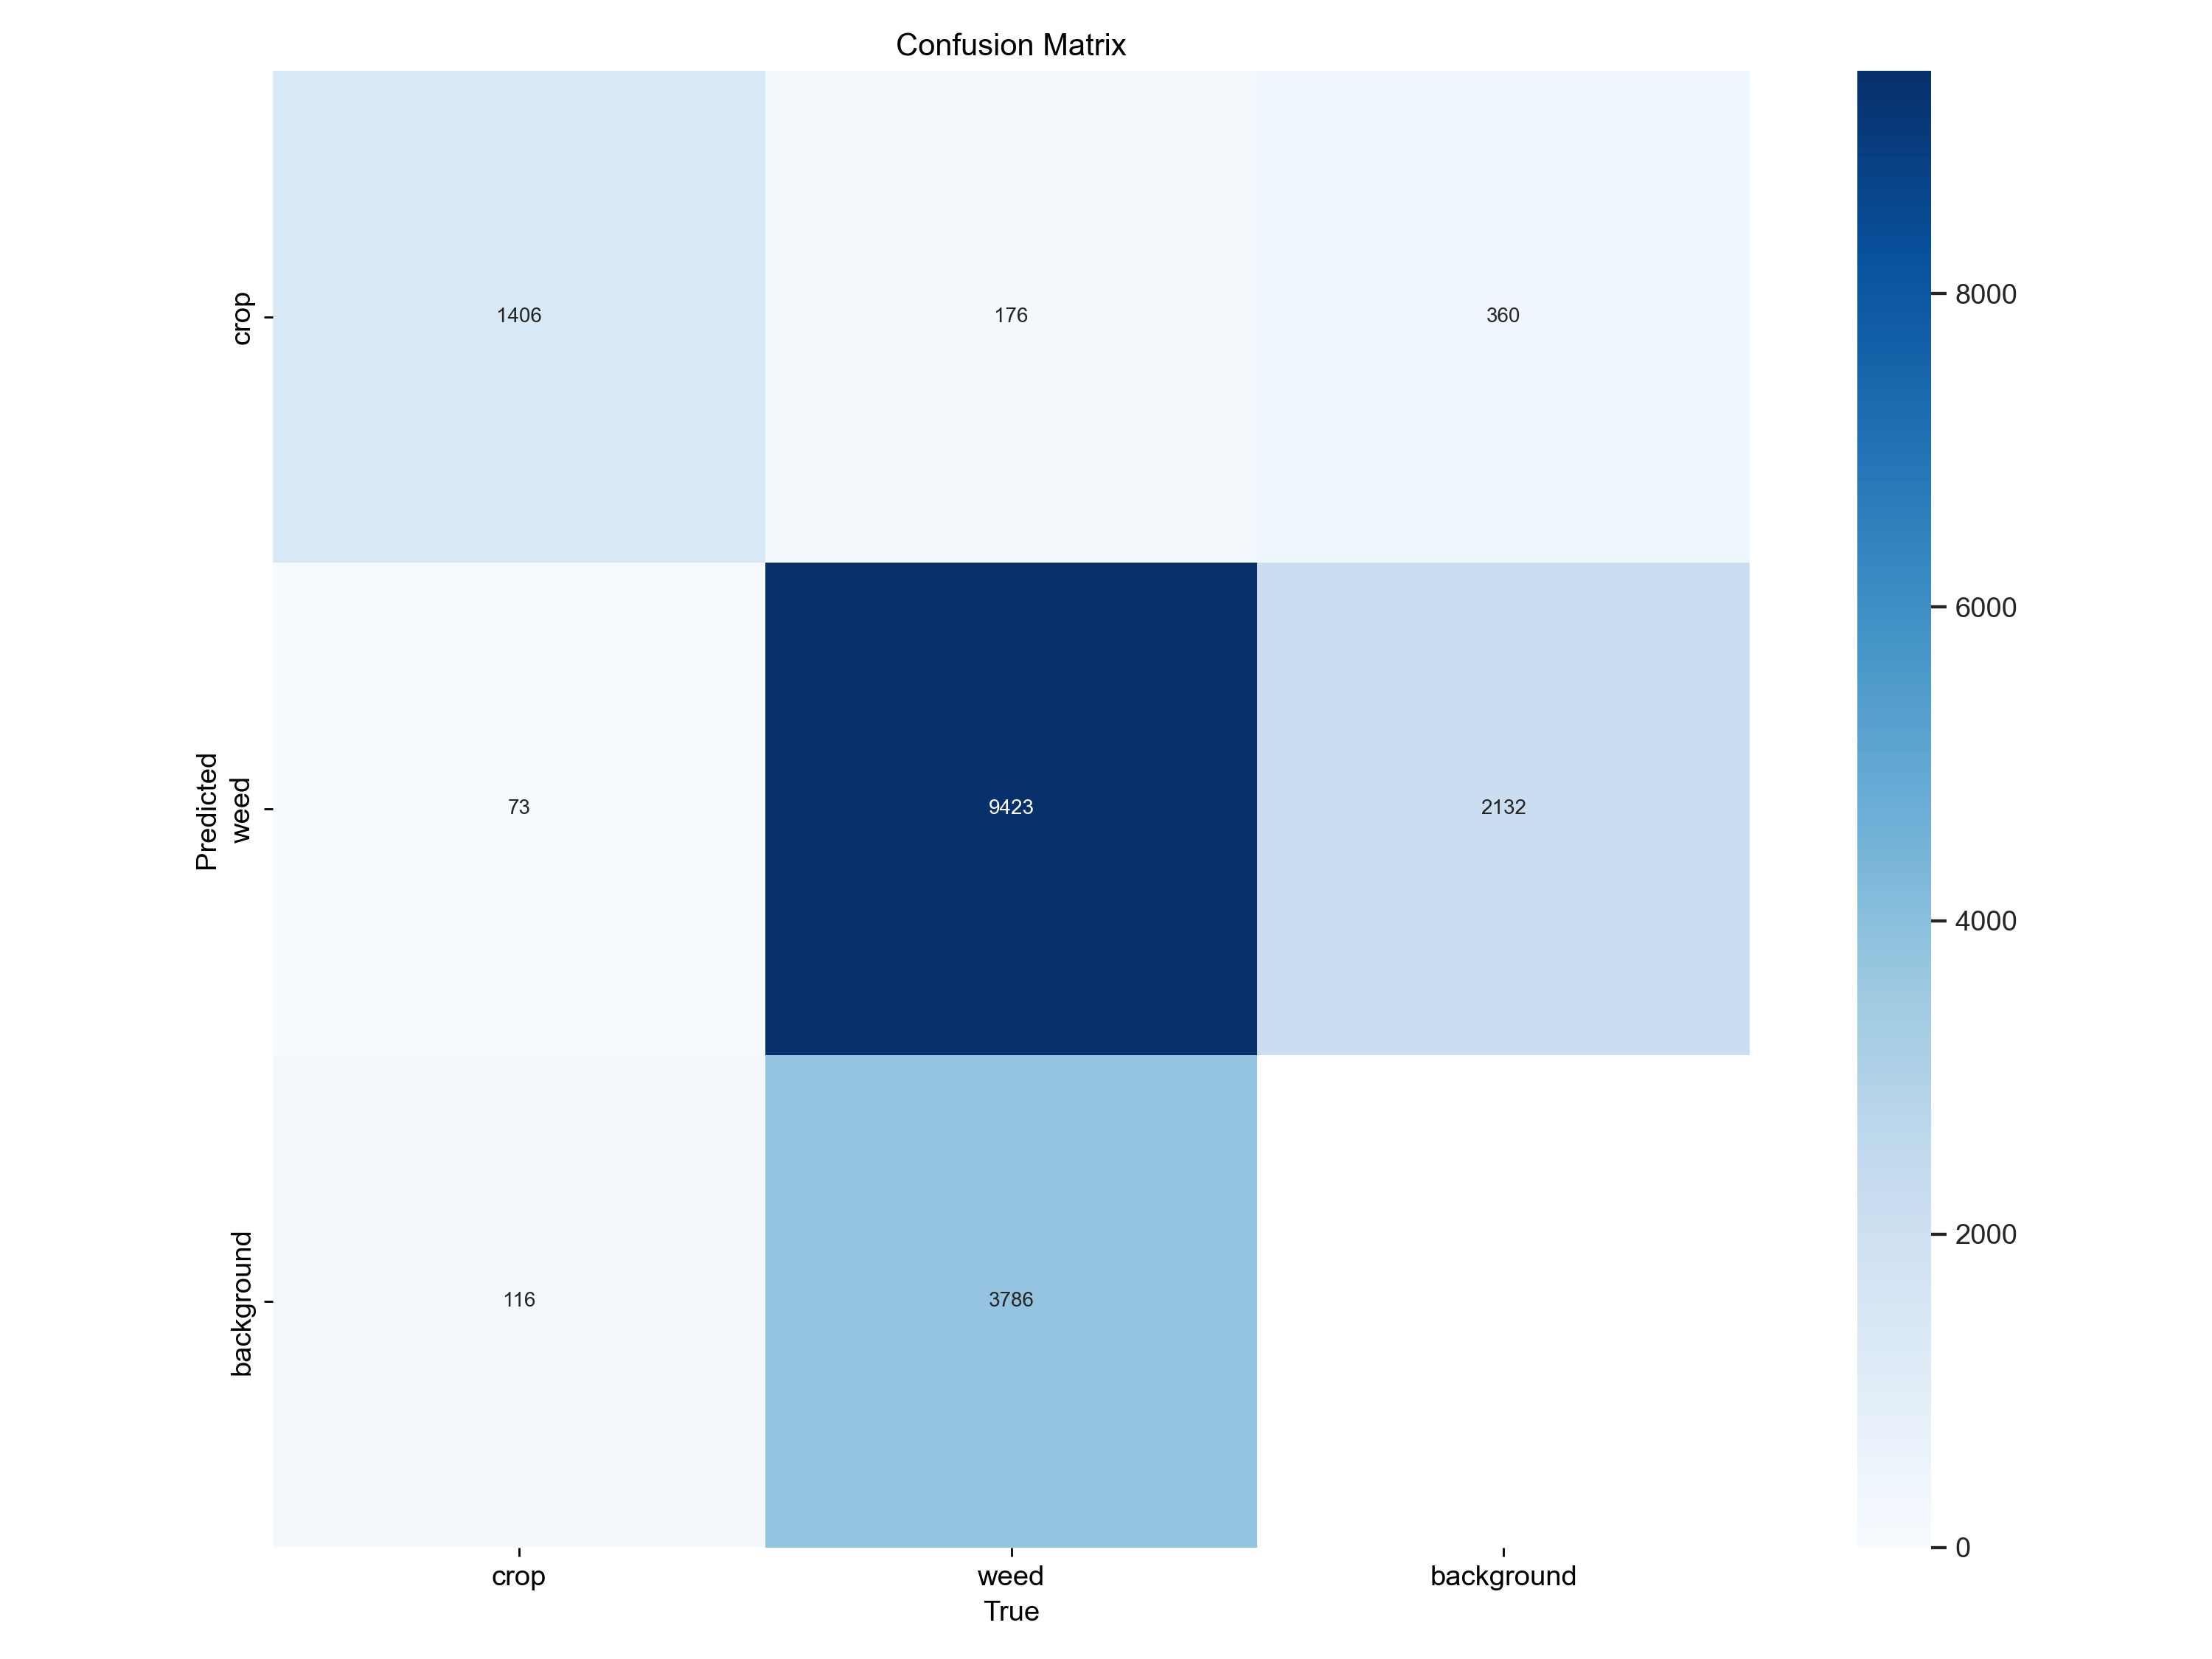 Confusion Matrix
crop
1406
176
360
8000
6000
Predicted
weed
73
9423
2132
4000
2000
background
116
3786
0
crop
weed
background
True